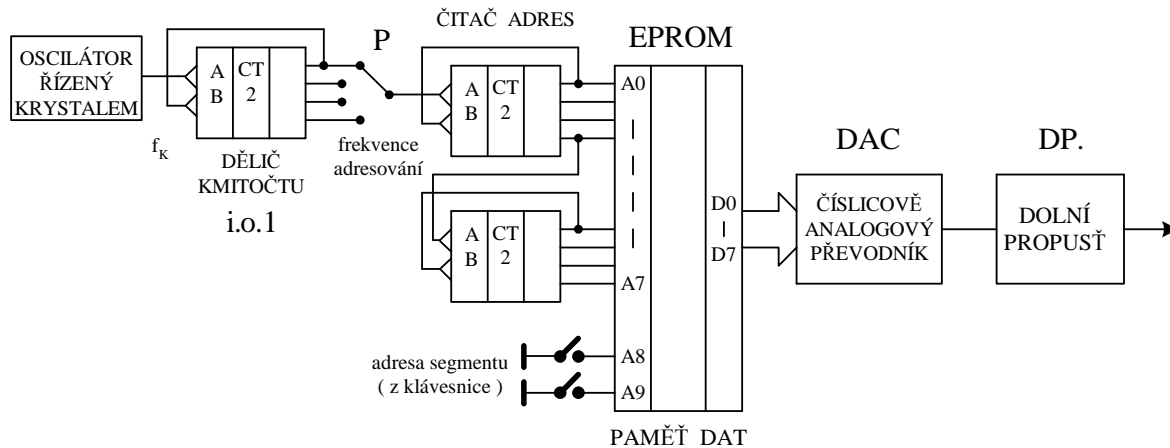 ČITAČ ADRES
OSCILÁTOR
ŘÍZENÝ
KRYSTALEM
f_K
A
B
CT
2
DĚLIČ
KMITOČTU
i.o.1
P
frekvence
adresování
A
B
CT
2
A
B
CT
2
EPROM
A0
A7
A8
A9
D0
D7
adresa segmentu
( z klávesnice )
PAMĚŤ DAT
DAC
ČÍSLICOVĚ
ANALOGOVÝ
PŘEVODNÍK
DP.
DOLNÍ
PROPUSŤ